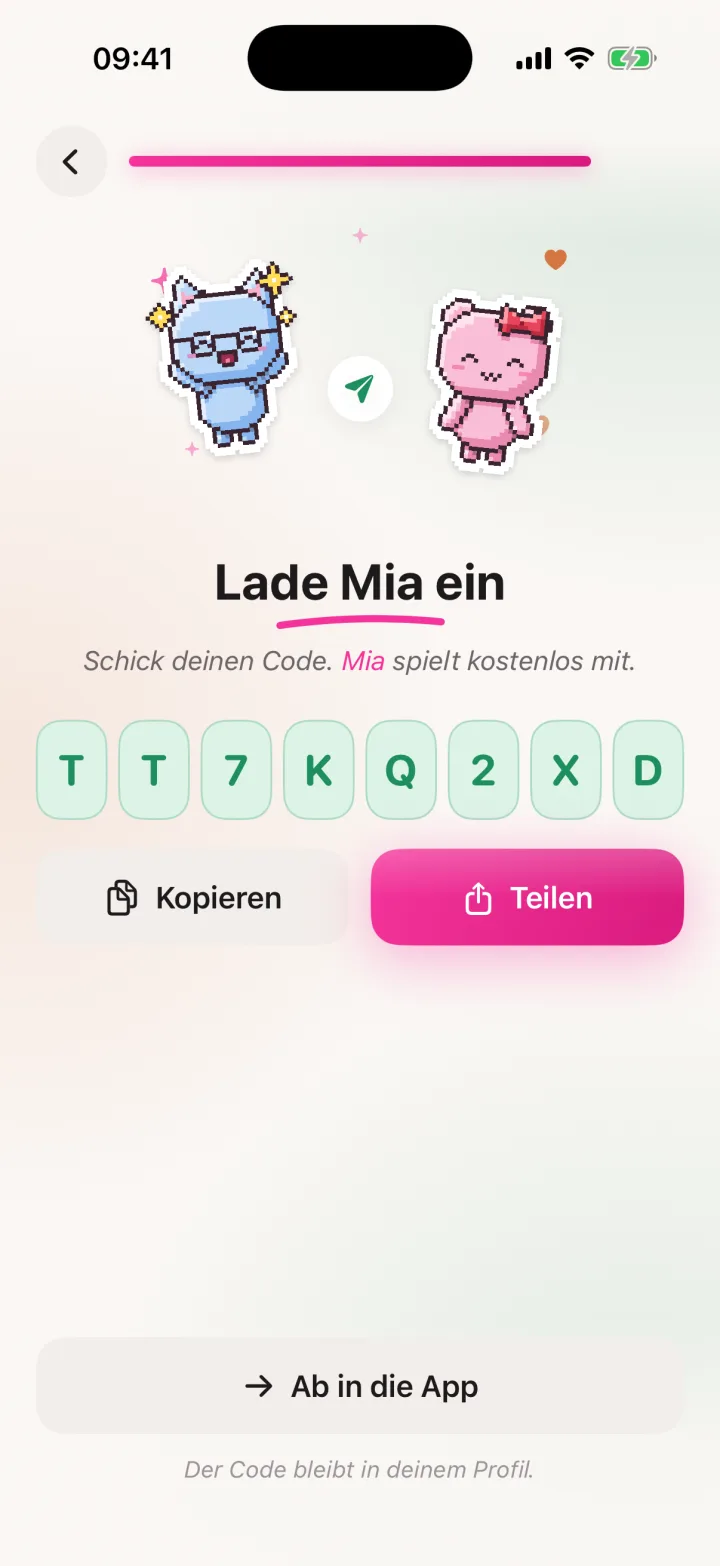 09:41
Lade Mia ein
Schick deinen Code. Mia spielt kostenlos mit.
T T 7 K Q 2 X D
Kopieren
Teilen
Ab in die App
Der Code bleibt in deinem Profil.